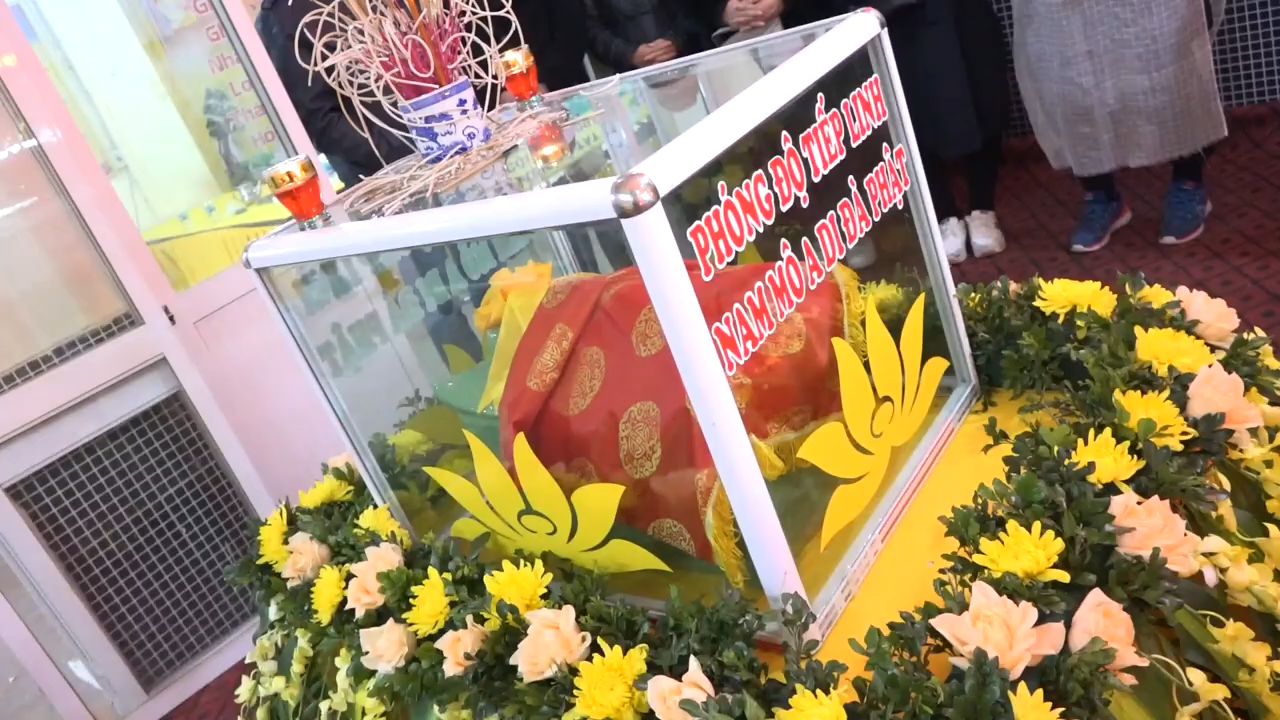 PHÓNG ĐỘ TIẾP LINH
NAM MÔ A DI ĐÀ PHẬT